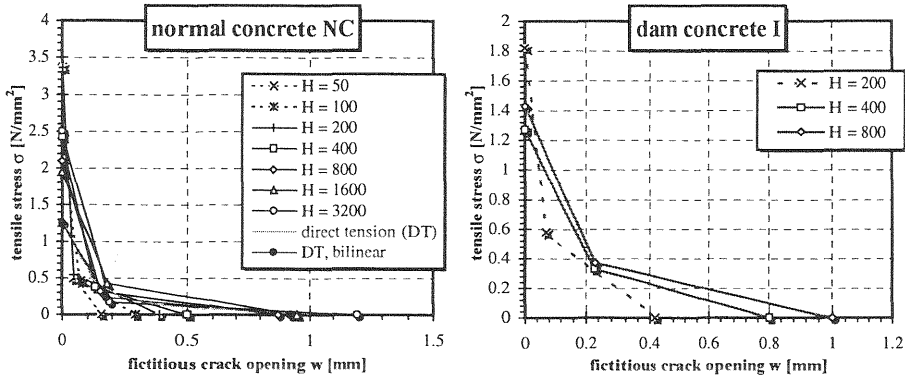 normal concrete NC
tensile stress σ [N/mm²]
4
3.5
3
2.5
2
1.5
1
0.5
0
0
0.5
1
1.5
fictitious crack opening w [mm]
H = 50
H = 100
H = 200
H = 400
H = 800
H = 1600
H = 3200
direct tension (DT)
DT, bilinear
dam concrete I
tensile stress σ [N/mm²]
2
1.8
1.6
1.4
1.2
1
0.8
0.6
0.4
0.2
0
0
0.2
0.4
0.6
0.8
1
1.2
fictitious crack opening w [mm]
H = 200
H = 400
H = 800